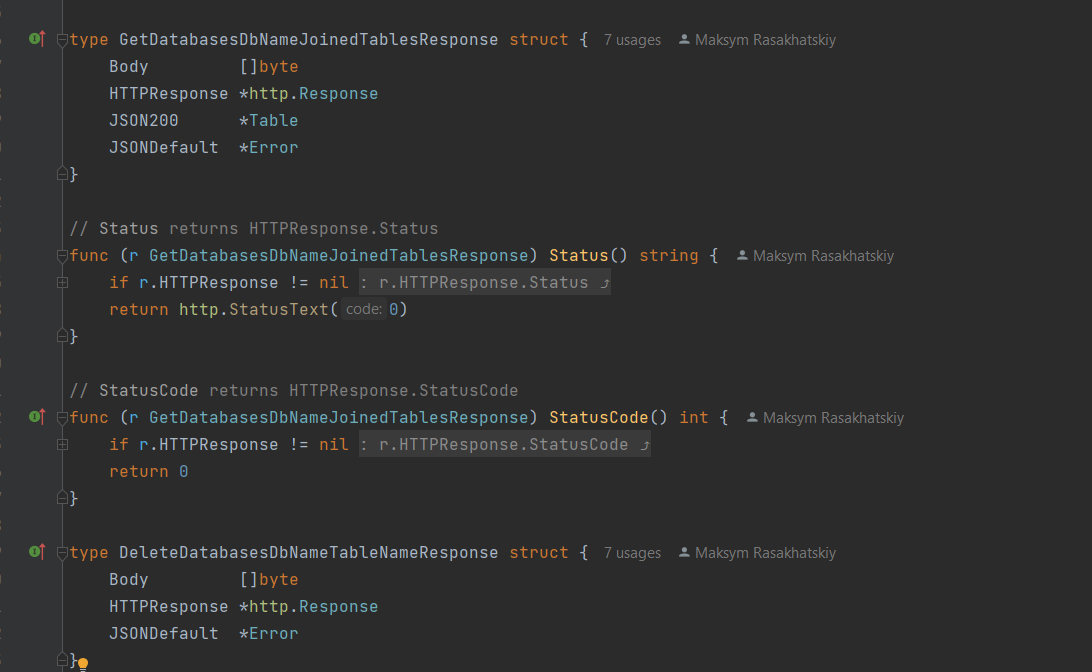 type GetDatabasesDbNameJoinedTablesResponse struct { 7 usages Maksym Rasakhatskiy
Body []byte
HTTPResponse *http.Response
JSON200 *Table
JSONDefault *Error
}
// Status returns HTTPResponse.Status
func (r GetDatabasesDbNameJoinedTablesResponse) Status() string { Maksym Rasakhatskiy
if r.HTTPResponse != nil : r.HTTPResponse.Status ⤴
return http.StatusText( code: 0)
}
// StatusCode returns HTTPResponse.StatusCode
func (r GetDatabasesDbNameJoinedTablesResponse) StatusCode() int { Maksym Rasakhatskiy
if r.HTTPResponse != nil : r.HTTPResponse.StatusCode ⤴
return 0
}
type DeleteDatabasesDbNameTableNameResponse struct { 7 usages Maksym Rasakhatskiy
Body []byte
HTTPResponse *http.Response
JSONDefault *Error
}